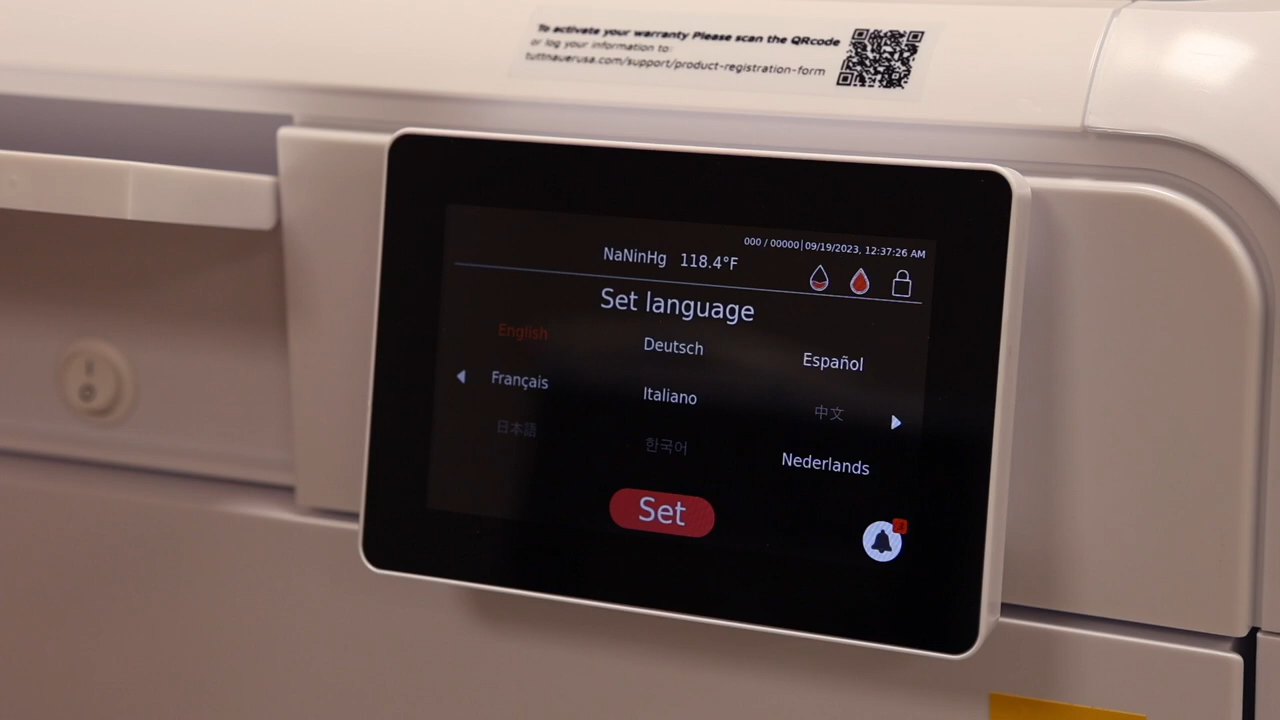 To activate your warranty Please scan the QRcode
or log your information to:
tuttnauerusa.com/support/product-registration-form
000 / 00000 | 09/19/2023, 12:37:26 AM
NaNinHg 118.4°F
Set language
English Deutsch Español
Français Italiano 中文
日本語 한국어 Nederlands
Set